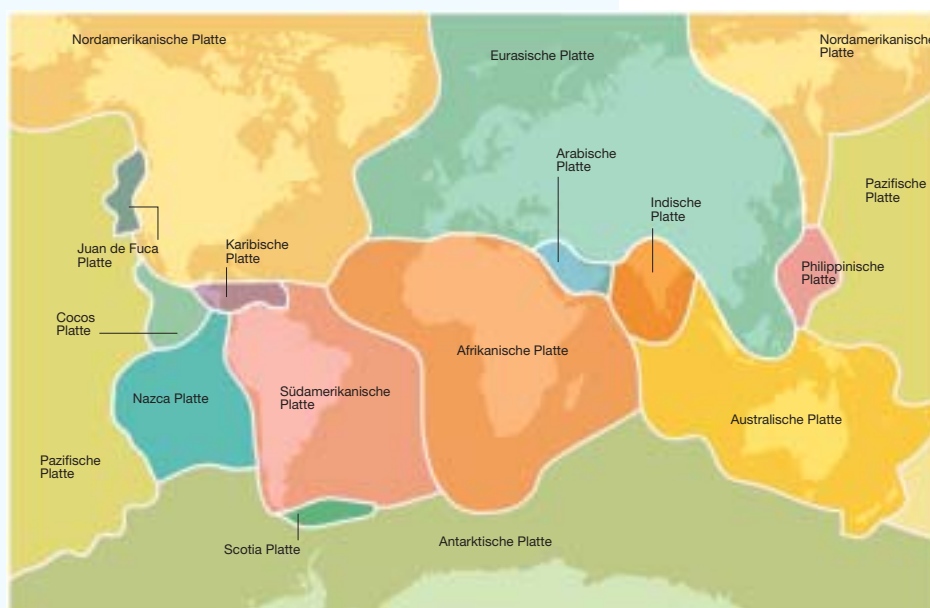 Nordamerikanische Platte
Eurasische Platte
Nordamerikanische
Platte
Arabische
Platte
Pazifische
Platte
Indische
Platte
Juan de Fuca
Platte
Karibische
Platte
Philippinische
Platte
Cocos
Platte
Afrikanische Platte
Nazca Platte
Südamerikanische
Platte
Australische Platte
Pazifische
Platte
Scotia Platte
Antarktische Platte